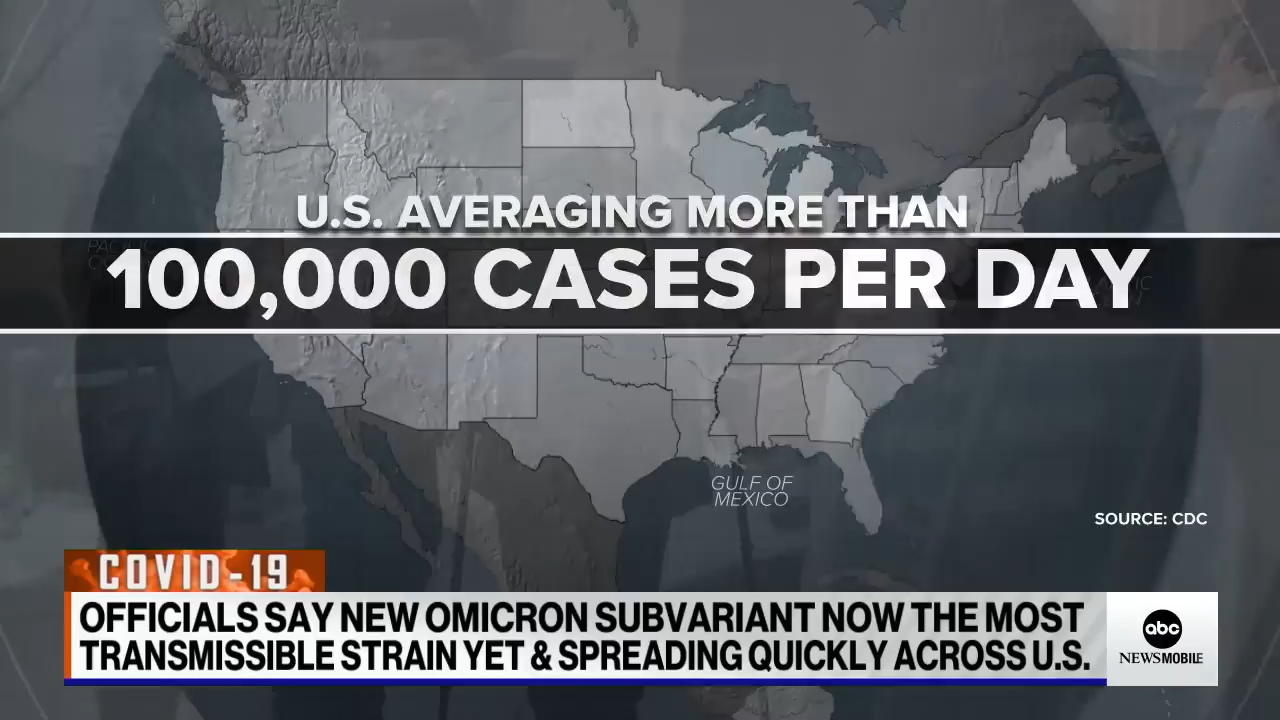 U.S. AVERAGING MORE THAN
100,000 CASES PER DAY
GULF OF
MEXICO
SOURCE: CDC
COVID-19
OFFICIALS SAY NEW OMICRON SUBVARIANT NOW THE MOST
TRANSMISSIBLE STRAIN YET & SPREADING QUICKLY ACROSS U.S.
abc
NEWSMOBILE